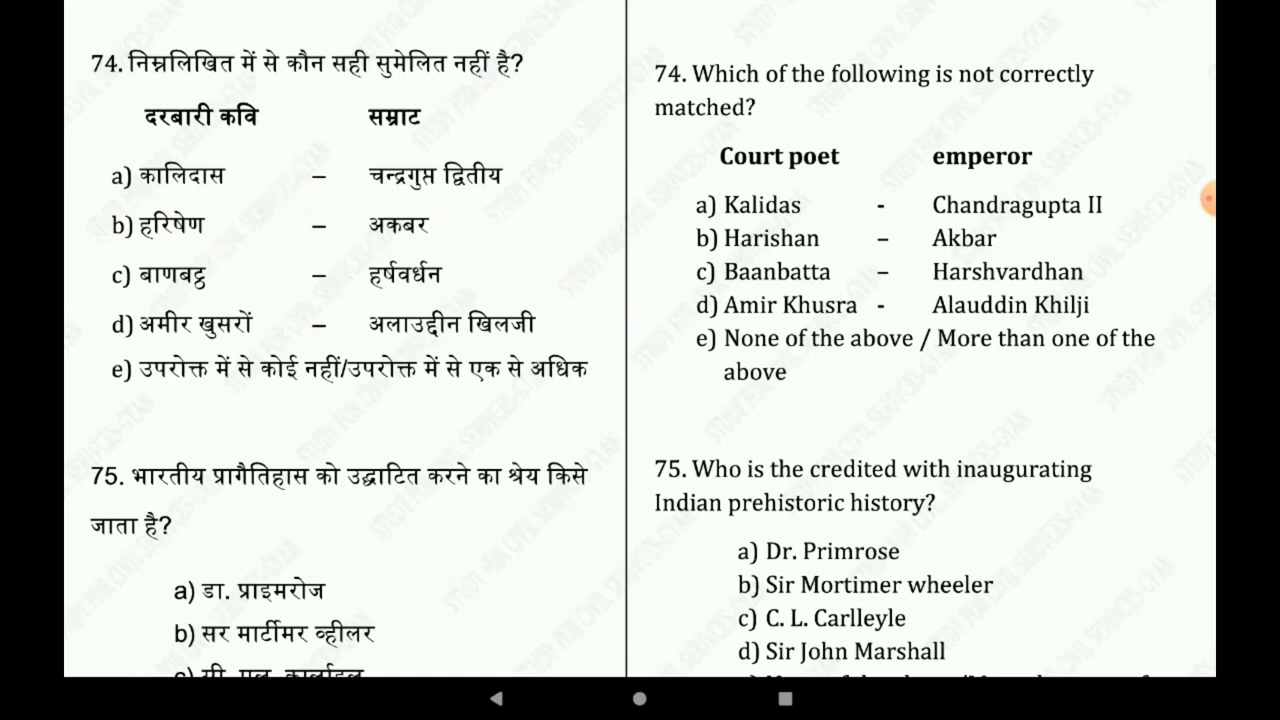 74. निम्नलिखित में से कौन सही सुमेलित नहीं है?
दरबारी कवि सम्राट
a) कालिदास – चन्द्रगुप्त द्वितीय
b) हरिषेण – अकबर
c) बाणबट्ठ – हर्षवर्धन
d) अमीर खुसरों – अलाउद्दीन खिलजी
e) उपरोक्त में से कोई नहीं/उपरोक्त में से एक से अधिक
75. भारतीय प्रागैतिहास को उद्घाटित करने का श्रेय किसे
जाता है?
a) डा. प्राइमरोज
b) सर मार्टीमर व्हीलर
74. Which of the following is not correctly
matched?
Court poet emperor
a) Kalidas - Chandragupta II
b) Harishan – Akbar
c) Baanbatta – Harshvardhan
d) Amir Khusra - Alauddin Khilji
e) None of the above / More than one of the
above
75. Who is the credited with inaugurating
Indian prehistoric history?
a) Dr. Primrose
b) Sir Mortimer wheeler
c) C. L. Carlleyle
d) Sir John Marshall